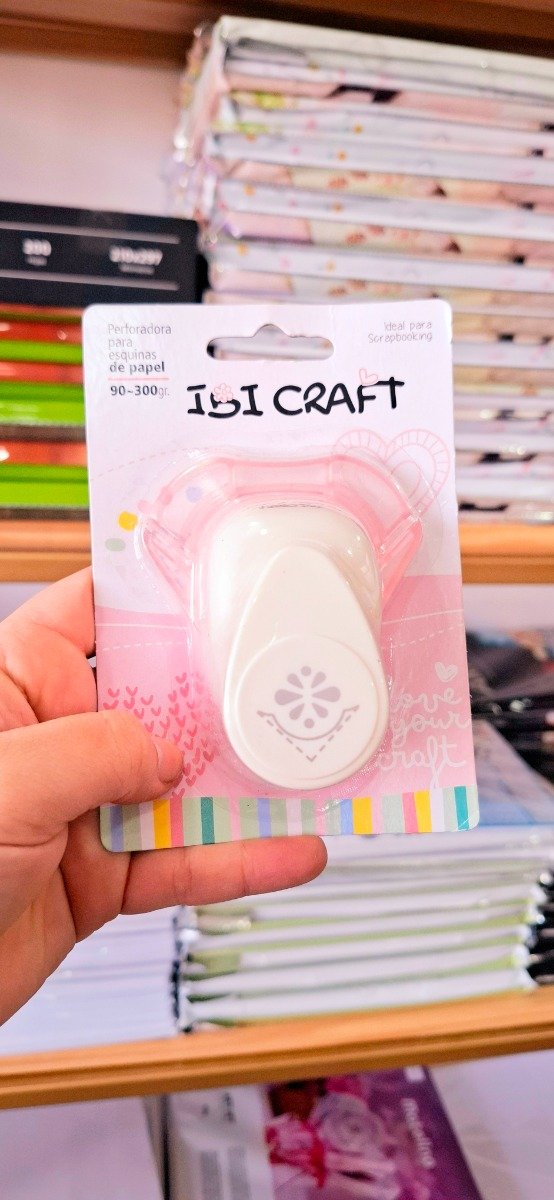 Perforadora
para
esquinas
de papel
90-300gr.
Ideal para
Scrapbooking
IBI CRAFT
love
your
craft